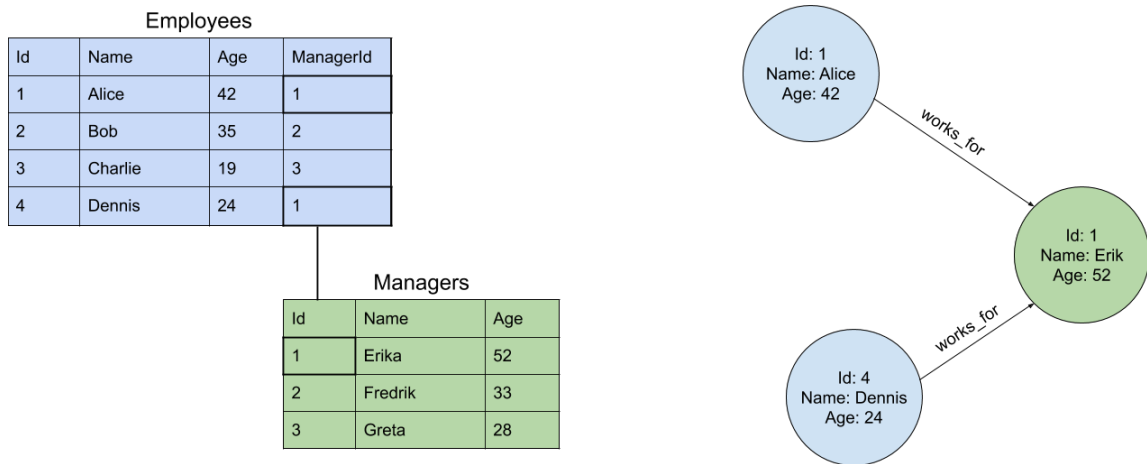 Employees
Id Name Age ManagerId
1 Alice 42 1
2 Bob 35 2
3 Charlie 19 3
4 Dennis 24 1
Managers
Id Name Age
1 Erika 52
2 Fredrik 33
3 Greta 28
Id: 1
Name: Alice
Age: 42
works_for
Id: 1
Name: Erik
Age: 52
works_for
Id: 4
Name: Dennis
Age: 24